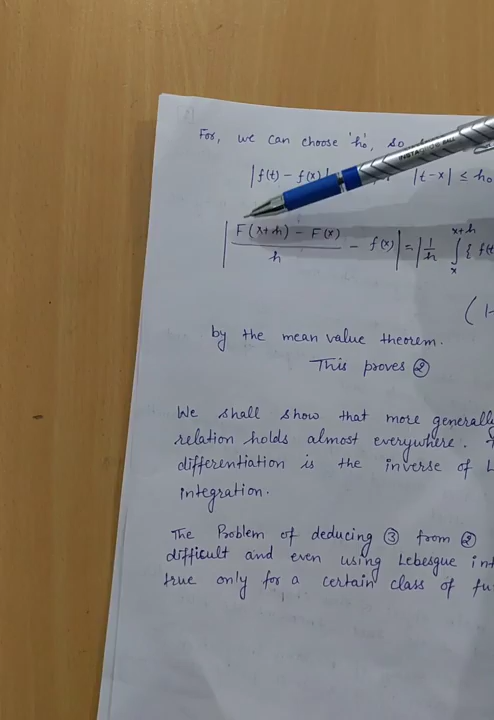 For, we can choose 'h₀', so
|f(t) - f(x)| |t-x| ≤ h₀
| F(x+h) - F(x) / h - f(x) | = | 1/h ∫ₓ^(x+h) { f(t
(1-
by the mean value theorem.
This proves ②
We shall show that more generally
relation holds almost everywhere.
differentiation is the inverse of L
integration.
The Problem of deducing ③ from ②
difficult and even using Lebesgue int
true only for a certain class of fu
INSTAGLIDE BALL